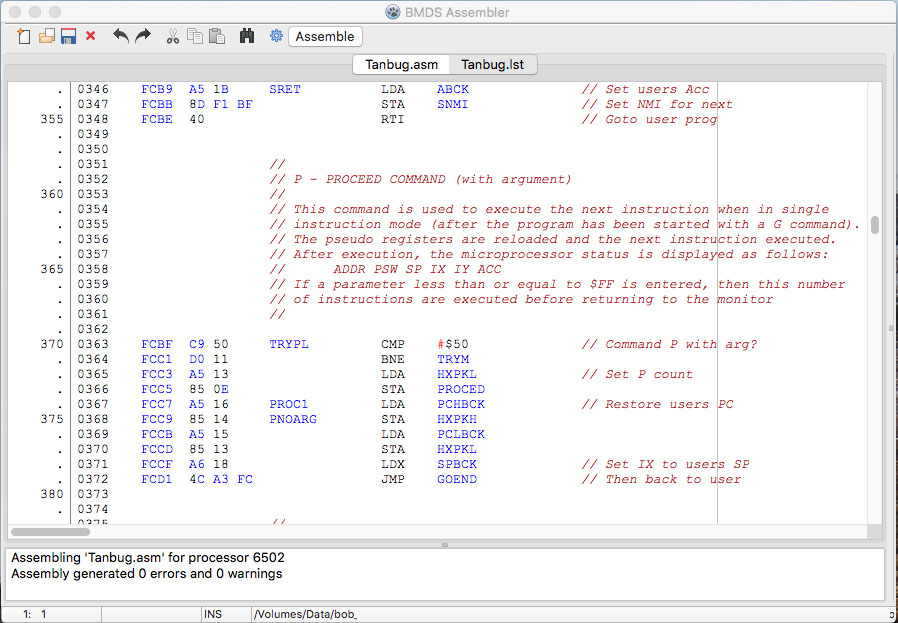 BMDS Assembler
Assemble
Tanbug.asm Tanbug.lst
. 0346 FCB9 A5 1B SRET LDA ABCK // Set users Acc
. 0347 FCBB 8D F1 BF STA SNMI // Set NMI for next
355 0348 FCBE 40 RTI // Goto user prog
. 0349
. 0350
. 0351 //
. 0352 // P - PROCEED COMMAND (with argument)
360 0353 //
. 0354 // This command is used to execute the next instruction when in single
. 0355 // instruction mode (after the program has been started with a G command).
. 0356 // The pseudo registers are reloaded and the next instruction executed.
. 0357 // After execution, the microprocessor status is displayed as follows:
365 0358 // ADDR PSW SP IX IY ACC
. 0359 // If a parameter less than or equal to $FF is entered, then this number
. 0360 // of instructions are executed before returning to the monitor
. 0361 //
. 0362
370 0363 FCBF C9 50 TRYPL CMP #$50 // Command P with arg?
. 0364 FCC1 D0 11 BNE TRYM
. 0365 FCC3 A5 13 LDA HXPKL // Set P count
. 0366 FCC5 85 0E STA PROCED
. 0367 FCC7 A5 16 PROC1 LDA PCHBCK // Restore users PC
375 0368 FCC9 85 14 PNOARG STA HXPKH
. 0369 FCCB A5 15 LDA PCLBCK
. 0370 FCCD 85 13 STA HXPKL
. 0371 FCCF A6 18 LDX SPBCK // Set IX to users SP
. 0372 FCD1 4C A3 FC JMP GOEND // Then back to user
380 0373
. 0374
. 0375 //
Assembling 'Tanbug.asm' for processor 6502
Assembly generated 0 errors and 0 warnings
1: 1 INS /Volumes/Data/bob_